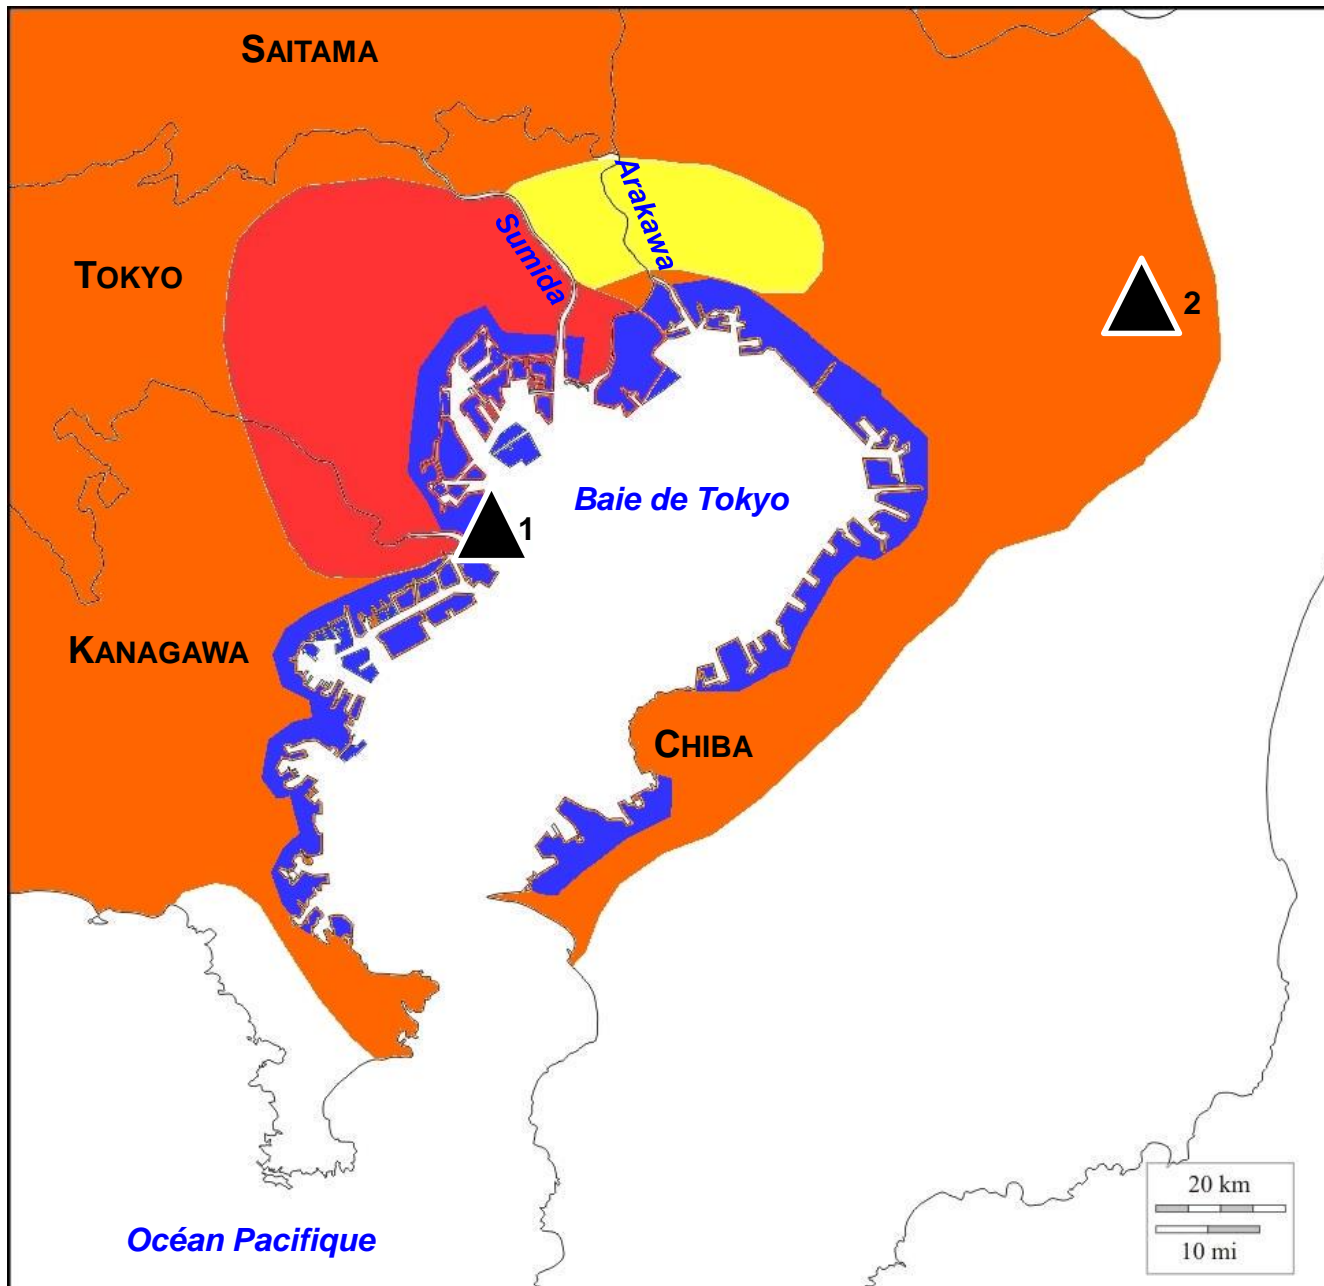 SAITAMA
Arakawa
Sumida
TOKYO
2
Baie de Tokyo
1
KANAGAWA
CHIBA
20 km
10 mi
Océan Pacifique